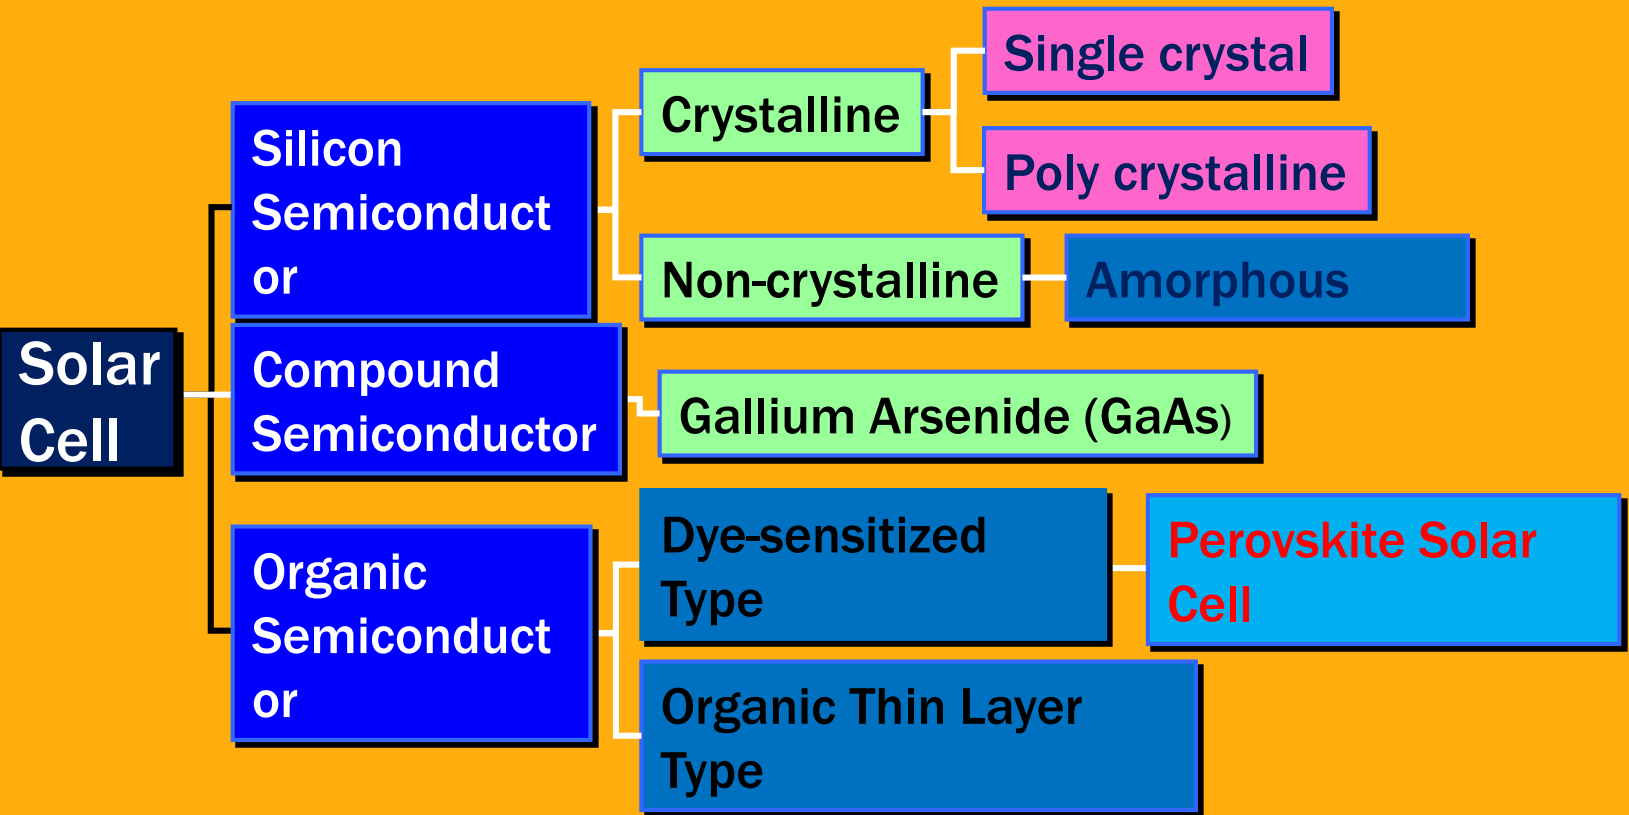 Solar
Cell
Silicon
Semiconduct
or
Compound
Semiconductor
Organic
Semiconduct
or
Crystalline
Non-crystalline
Gallium Arsenide (GaAs)
Dye-sensitized
Type
Organic Thin Layer
Type
Single crystal
Poly crystalline
Amorphous
Perovskite Solar
Cell